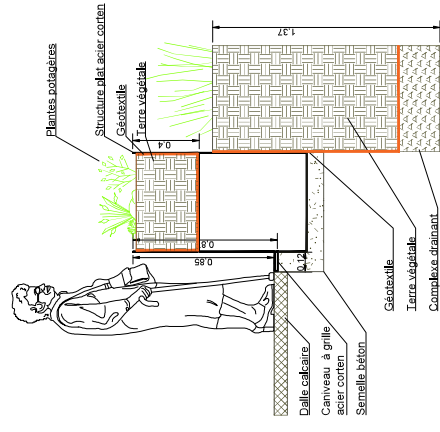 Plantes potagères
Structure plat acier corten
Géotextile
Terre végétale
0.4
1.37
0.85
0.8
0.12
Dalle calcaire
Caniveau à grille
acier corten
Semelle béton
Géotextile
Terre végétale
Complexe drainant